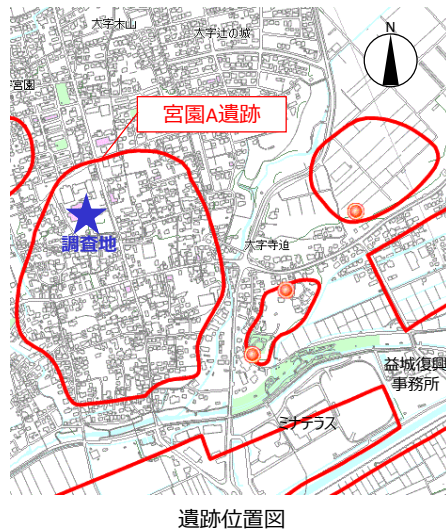 大字木山
大字辻の城
N
宮園
宮園A遺跡
調査地
大字寺迫
益城復興
事務所
ミナテラス
遺跡位置図